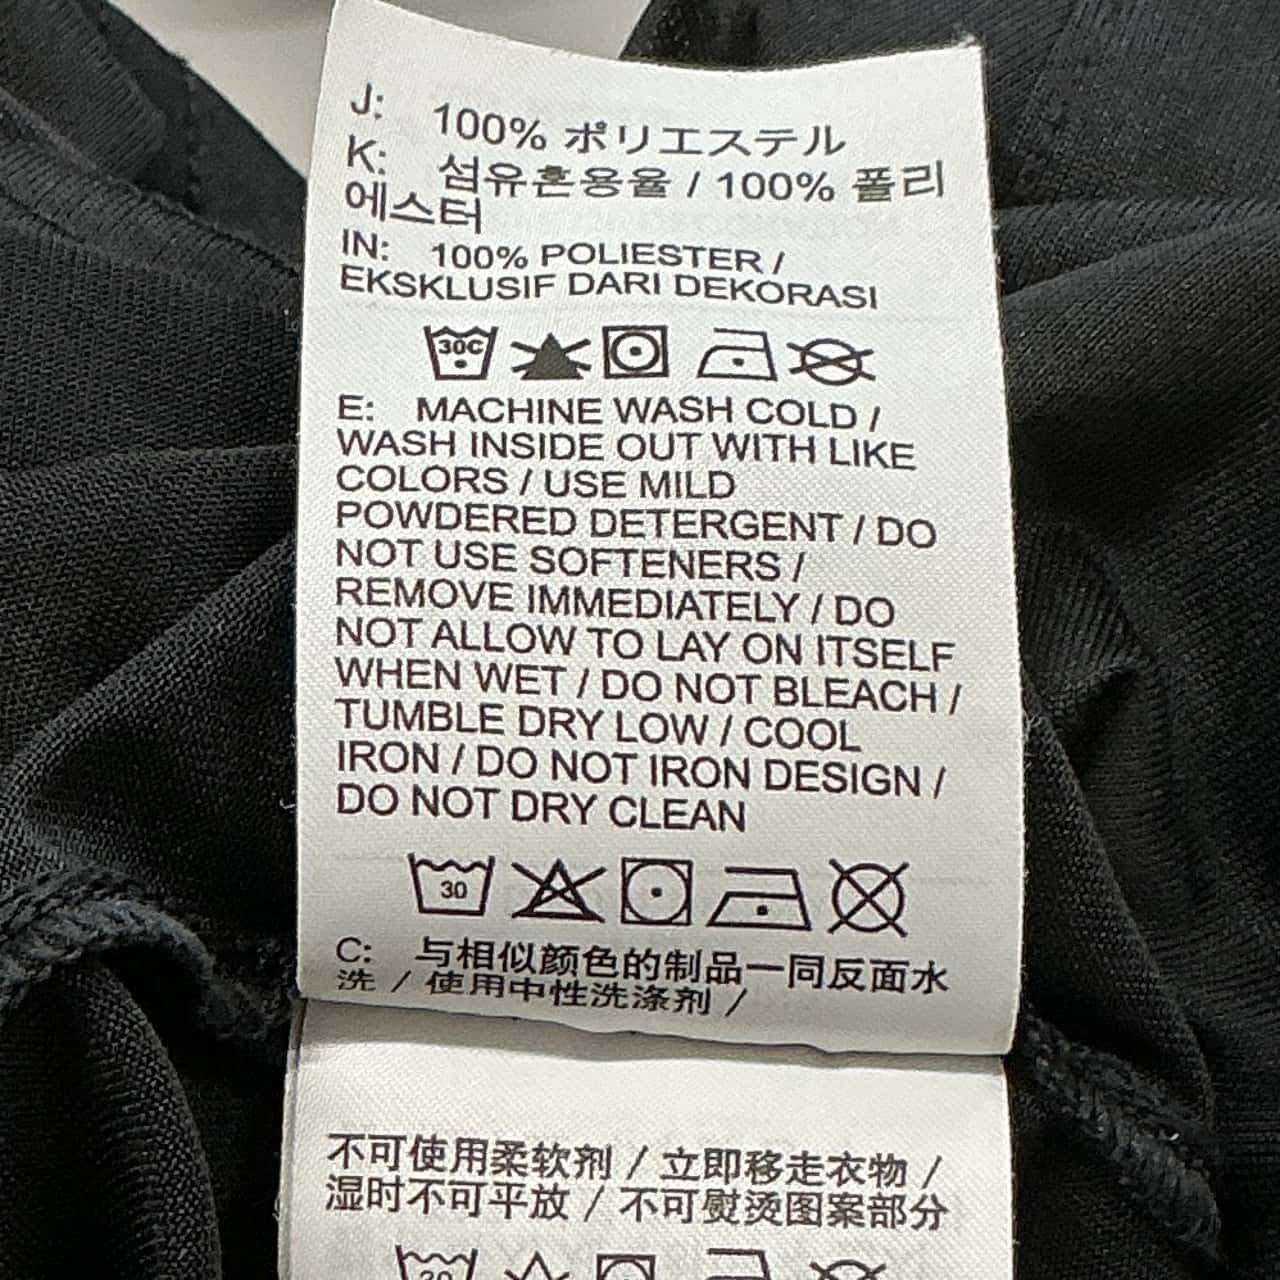 J: 100% ポリエステル
K: 섬유혼용율 / 100% 폴리
에스터
IN: 100% POLIESTER /
EKSKLUSIF DARI DEKORASI
30C
E: MACHINE WASH COLD /
WASH INSIDE OUT WITH LIKE
COLORS / USE MILD
POWDERED DETERGENT / DO
NOT USE SOFTENERS /
REMOVE IMMEDIATELY / DO
NOT ALLOW TO LAY ON ITSELF
WHEN WET / DO NOT BLEACH /
TUMBLE DRY LOW / COOL
IRON / DO NOT IRON DESIGN /
DO NOT DRY CLEAN
30
C: 与相似颜色的制品一同反面水
洗 / 使用中性洗涤剂 /
不可使用柔软剂 / 立即移走衣物 /
湿时不可平放 / 不可熨烫图案部分
30